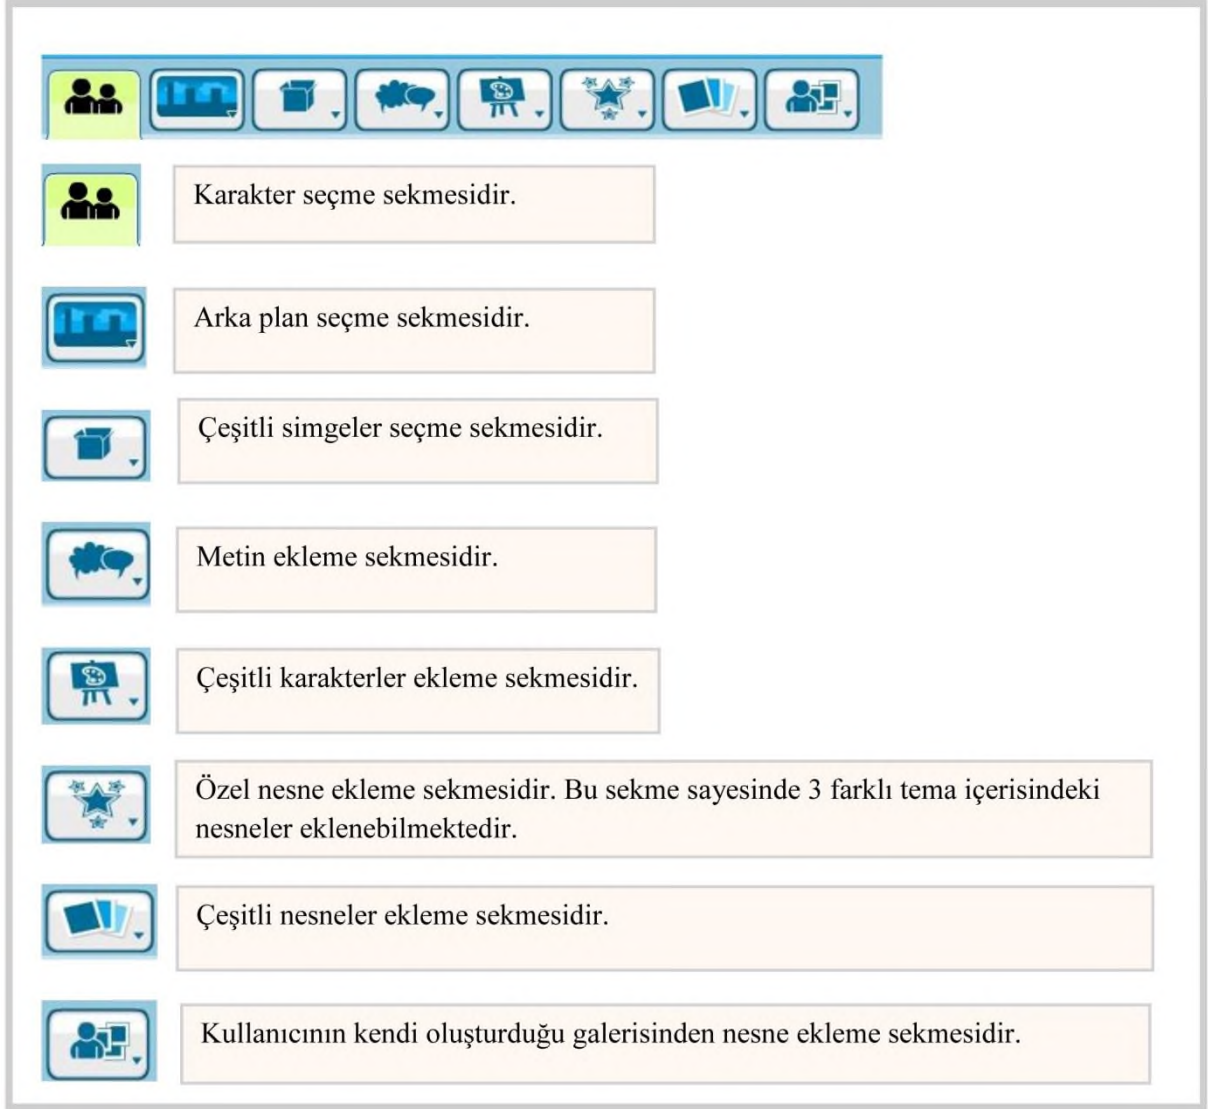 Karakter seçme sekmesidir.
Arka plan seçme sekmesidir.
Çeşitli simgeler seçme sekmesidir.
Metin ekleme sekmesidir.
Çeşitli karakterler ekleme sekmesidir.
Özel nesne ekleme sekmesidir. Bu sekme sayesinde 3 farklı tema içerisindeki
nesneler eklenebilmektedir.
Çeşitli nesneler ekleme sekmesidir.
Kullanıcının kendi oluşturduğu galerisinden nesne ekleme sekmesidir.